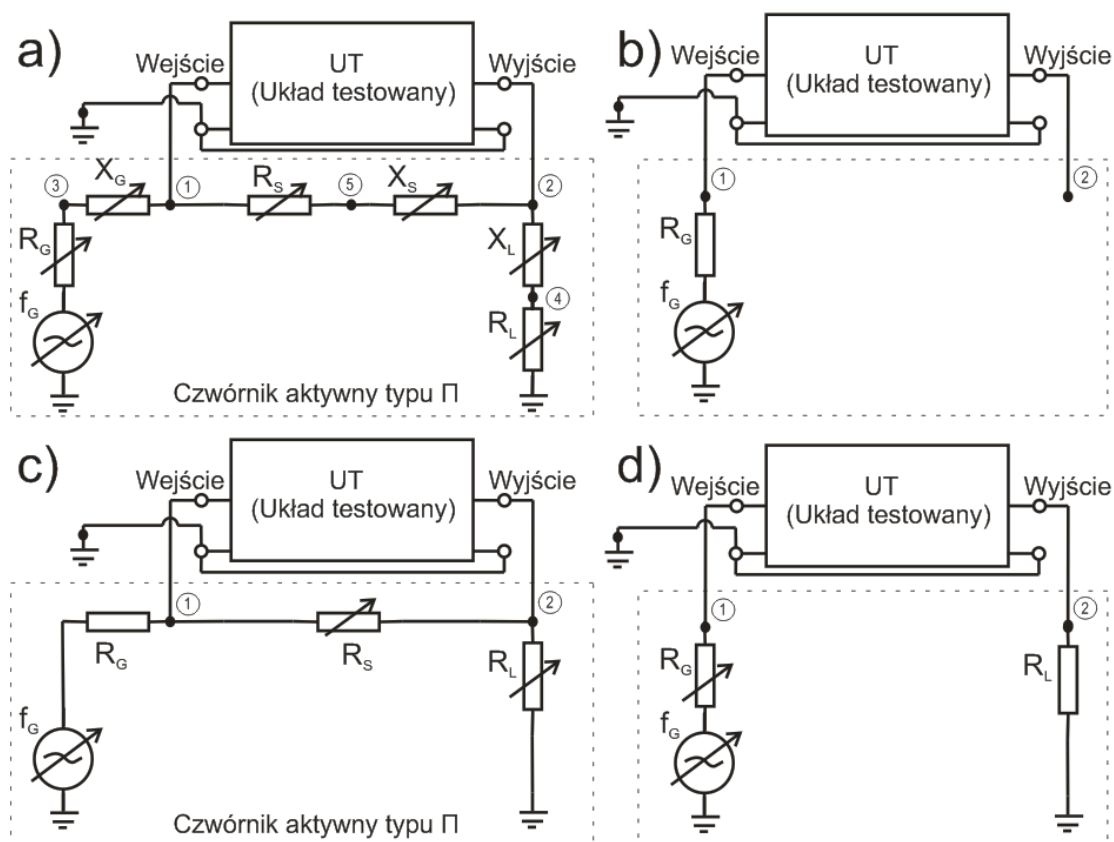 a)
Wejście
UT
(Układ testowany)
Wyjście
X_G
R_S
X_S
3
1
5
2
R_G
X_L
4
f_G
R_L
Czwórnik aktywny typu Π
b)
Wejście
UT
(Układ testowany)
Wyjście
1
2
R_G
f_G
c)
Wejście
UT
(Układ testowany)
Wyjście
1
2
R_G
R_S
R_L
f_G
Czwórnik aktywny typu Π
d)
Wejście
UT
(Układ testowany)
Wyjście
1
2
R_G
R_L
f_G